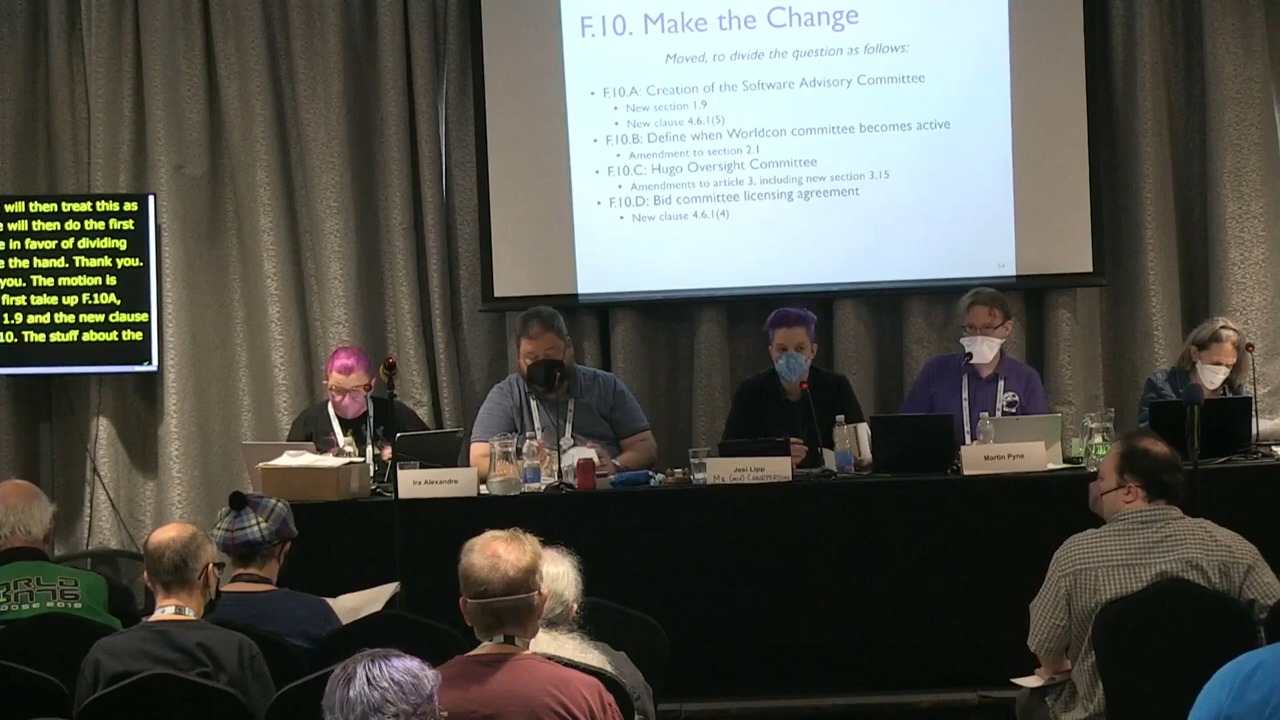 F.10. Make the Change
Moved, to divide the question as follows:
• F.10.A: Creation of the Software Advisory Committee
• New section 1.9
• New clause 4.6.1(5)
• F.10.B: Define when Worldcon committee becomes active
• Amendment to section 2.1
• F.10.C: Hugo Oversight Committee
• Amendments to article 3, including new section 3.15
• F.10.D: Bid committee licensing agreement
• New clause 4.6.1(4)
will then treat this as
will then do the first
in favor of dividing
the hand. Thank you.
you. The motion is
first take up F.10A,
1.9 and the new clause
10. The stuff about the
Ira Alexandre
Jesi Lipp
CHAIRPERSON
Martin Pyne